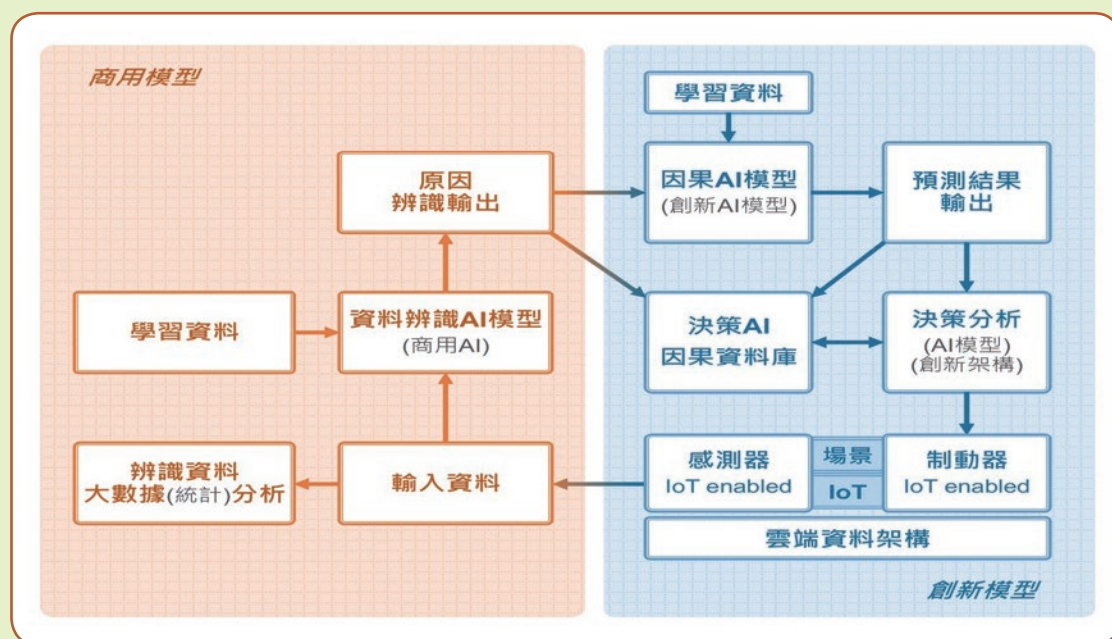 商用模型
學習資料
原因
辨識輸出
因果AI模型
(創新AI模型)
預測結果
輸出
學習資料
資料辨識AI模型
(商用AI)
決策AI
因果資料庫
決策分析
(AI模型)
(創新架構)
辨識資料
大數據(統計)分析
輸入資料
感測器
IoT enabled
場景
IoT
制動器
IoT enabled
雲端資料架構
創新模型